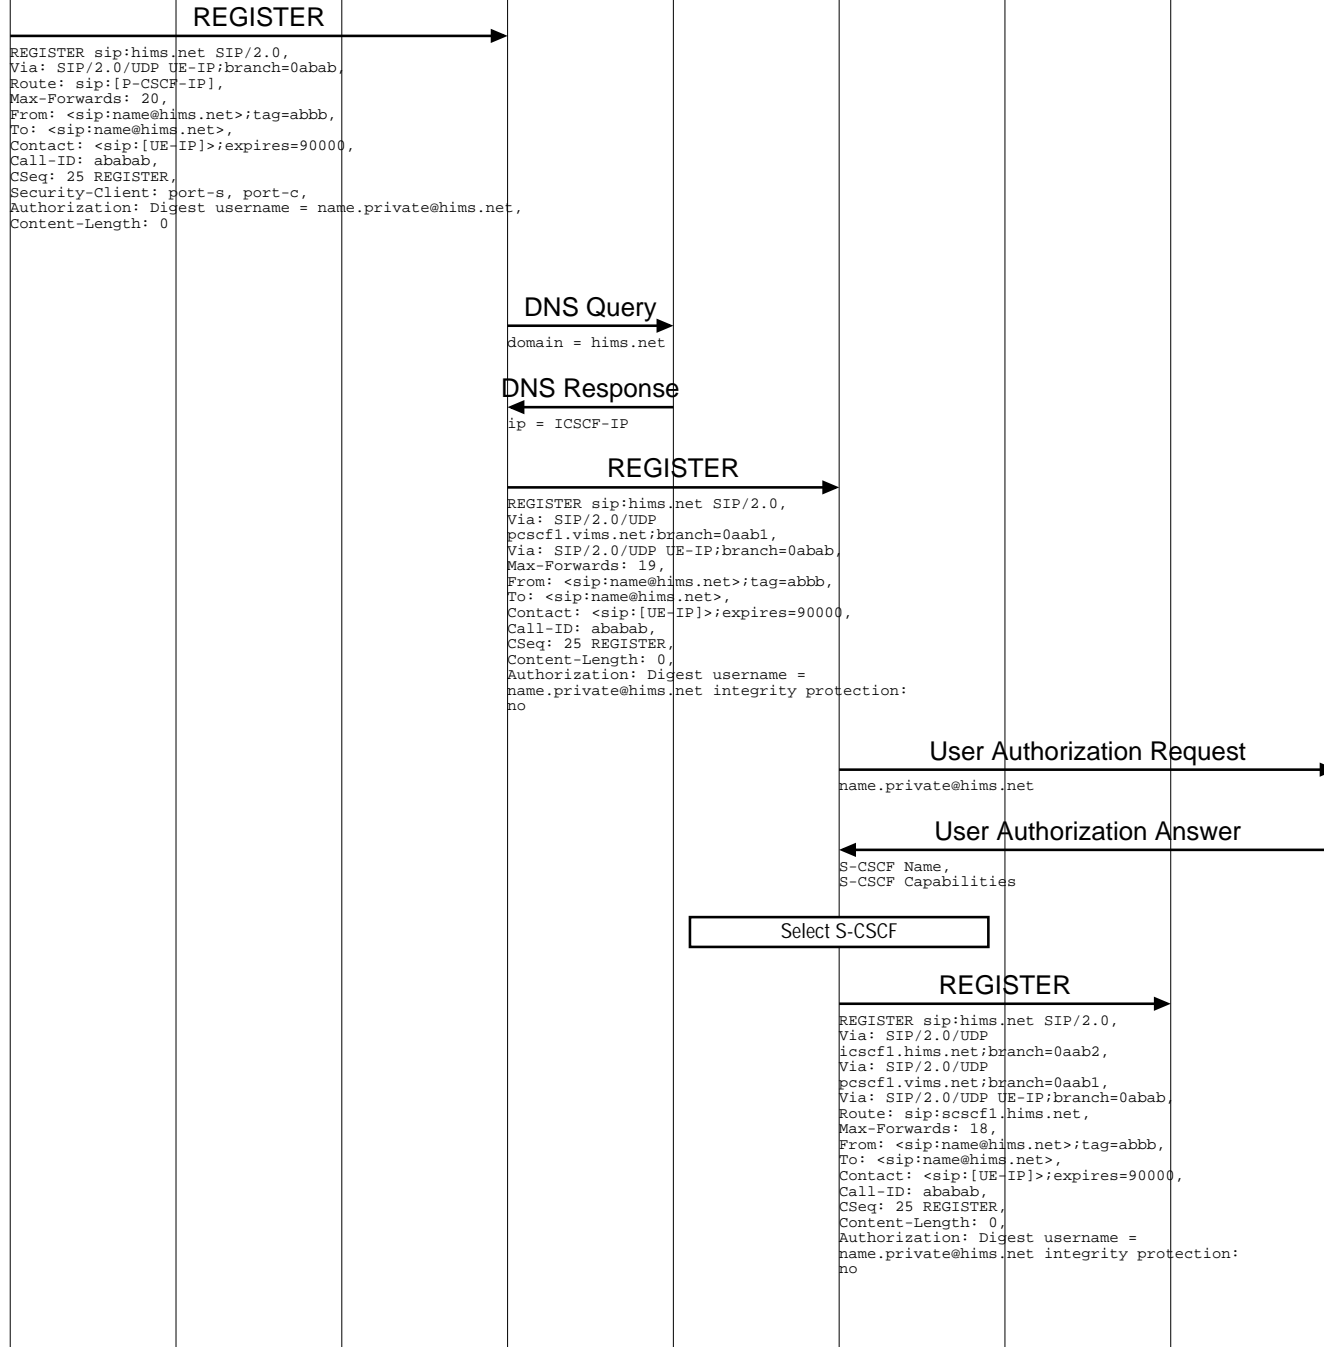 REGISTER
REGISTER sip:hims.net SIP/2.0,
Via: SIP/2.0/UDP UE-IP;branch=0abab,
Route: sip:[P-CSCF-IP],
Max-Forwards: 20,
From: <sip:name@hims.net>;tag=abbb,
To: <sip:name@hims.net>,
Contact: <sip:[UE-IP]>;expires=90000,
Call-ID: ababab,
CSeq: 25 REGISTER,
Security-Client: port-s, port-c,
Authorization: Digest username = name.private@hims.net,
Content-Length: 0
DNS Query
domain = hims.net
DNS Response
ip = ICSCF-IP
REGISTER
REGISTER sip:hims.net SIP/2.0,
Via: SIP/2.0/UDP
pcscf1.vims.net;branch=0aab1,
Via: SIP/2.0/UDP UE-IP;branch=0abab,
Max-Forwards: 19,
From: <sip:name@hims.net>;tag=abbb,
To: <sip:name@hims.net>,
Contact: <sip:[UE-IP]>;expires=90000,
Call-ID: ababab,
CSeq: 25 REGISTER,
Content-Length: 0,
Authorization: Digest username =
name.private@hims.net integrity protection:
no
User Authorization Request
name.private@hims.net
User Authorization Answer
S-CSCF Name,
S-CSCF Capabilities
Select S-CSCF
REGISTER
REGISTER sip:hims.net SIP/2.0,
Via: SIP/2.0/UDP
icscf1.hims.net;branch=0aab2,
Via: SIP/2.0/UDP
pcscf1.vims.net;branch=0aab1,
Via: SIP/2.0/UDP UE-IP;branch=0abab,
Route: sip:scscf1.hims.net,
Max-Forwards: 18,
From: <sip:name@hims.net>;tag=abbb,
To: <sip:name@hims.net>,
Contact: <sip:[UE-IP]>;expires=90000,
Call-ID: ababab,
CSeq: 25 REGISTER,
Content-Length: 0,
Authorization: Digest username =
name.private@hims.net integrity protection:
no